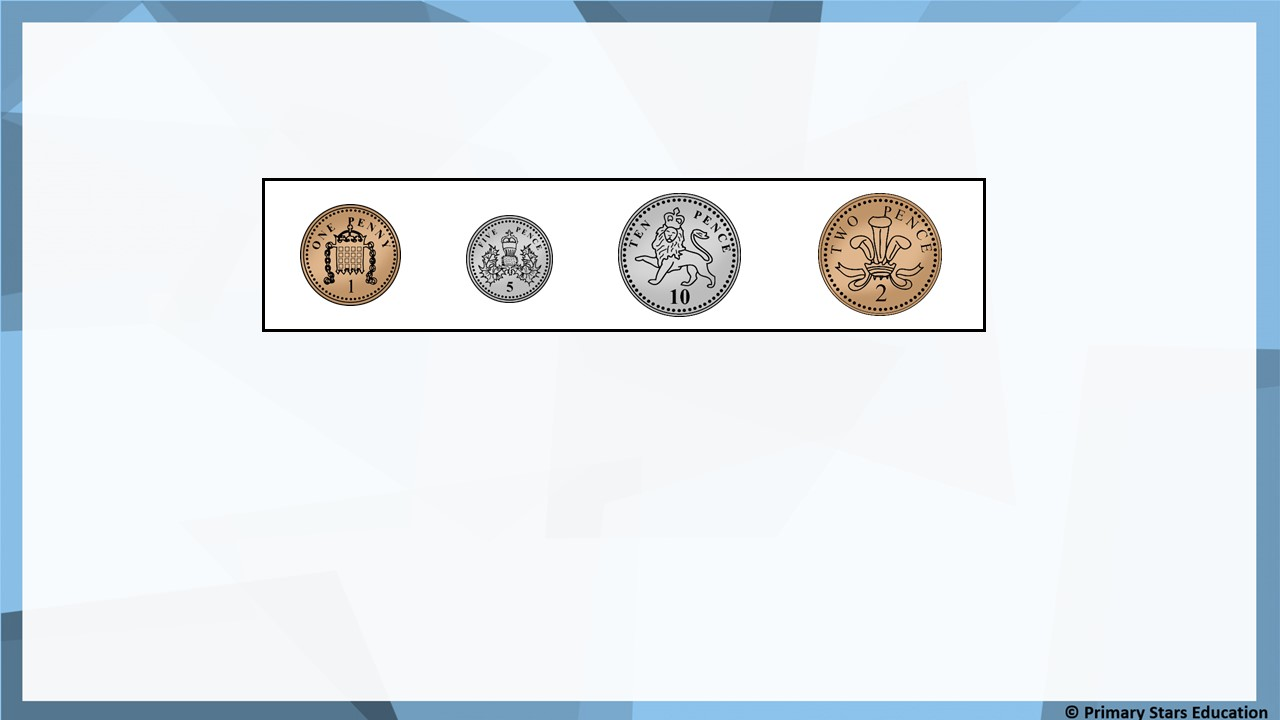 ONE PENNY
1
FIVE PENCE
5
TEN PENCE
10
TWO PENCE
2
© Primary Stars Education